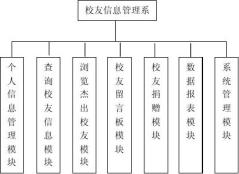 校友信息管理系
个人信息管理模块
查询校友信息模块
浏览杰出校友模块
校友留言板模块
校友捐赠模块
数据报表模块
系统管理模块